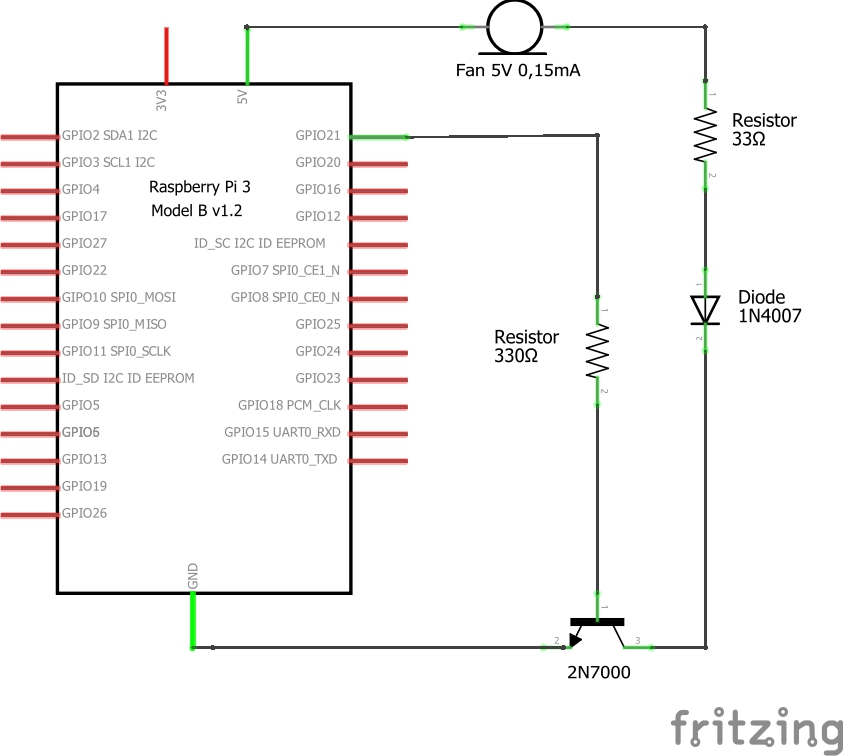 Fan 5V 0,15mA
3V3
5V
1
Resistor
33Ω
2
GPIO2 SDA1 I2C
GPIO21
GPIO3 SCL1 I2C
GPIO20
GPIO4
Raspberry Pi 3
GPIO16
GPIO17
Model B v1.2
GPIO12
GPIO27
ID_SC I2C ID EEPROM
GPIO22
GPIO7 SPI0_CE1_N
1
GIPO10 SPI0_MOSI
GPIO8 SPI0_CE0_N
1
Diode
1N4007
GPIO9 SPI0_MISO
GPIO25
2
Resistor
330Ω
GPIO11 SPI0_SCLK
GPIO24
ID_SD I2C ID EEPROM
GPIO23
2
GPIO5
GPIO18 PCM_CLK
GPIO6
GPIO15 UART0_RXD
GPIO13
GPIO14 UART0_TXD
GPIO19
GPIO26
GND
1
2
3
2N7000
fritzing